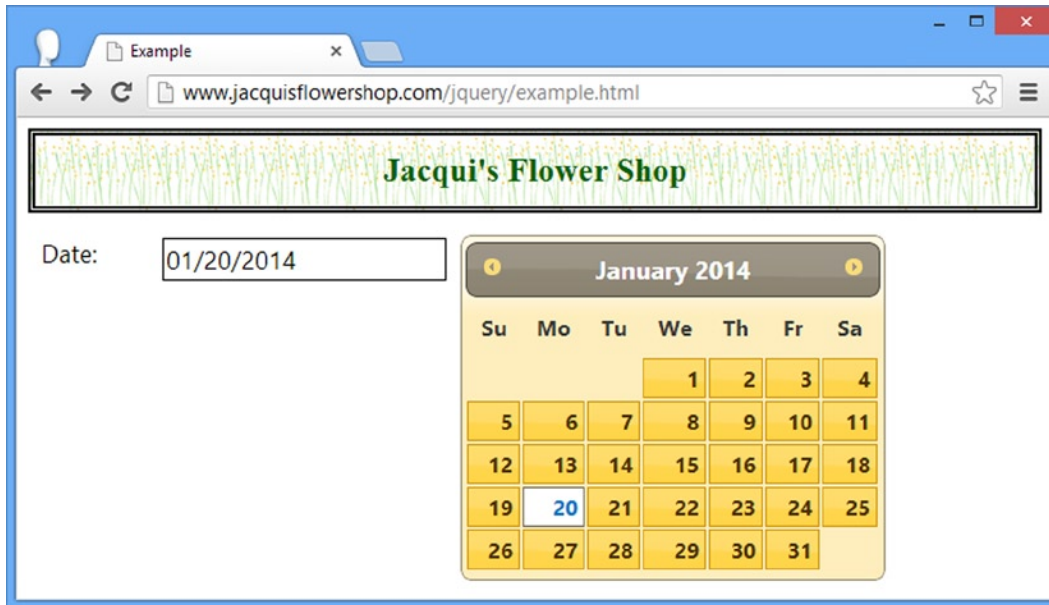 Example
www.jacquisflowershop.com/jquery/example.html
Jacqui's Flower Shop
Date: 01/20/2014
January 2014
Su Mo Tu We Th Fr Sa
1 2 3 4
5 6 7 8 9 10 11
12 13 14 15 16 17 18
19 20 21 22 23 24 25
26 27 28 29 30 31